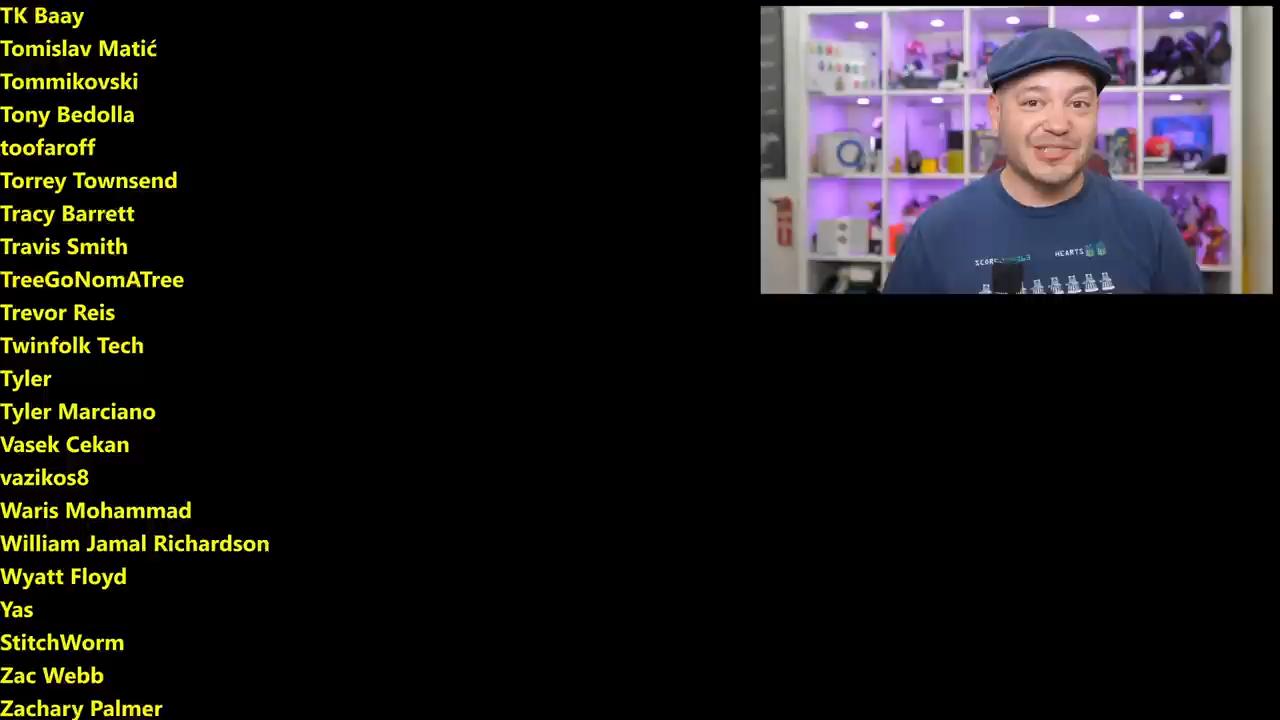 TK Baay
Tomislav Matić
Tommikovski
Tony Bedolla
toofaroff
Torrey Townsend
Tracy Barrett
Travis Smith
TreeGoNomATree
Trevor Reis
Twinfolk Tech
Tyler
Tyler Marciano
Vasek Cekan
vazikos8
Waris Mohammad
William Jamal Richardson
Wyatt Floyd
Yas
StitchWorm
Zac Webb
Zachary Palmer
SCORE
HEARTS